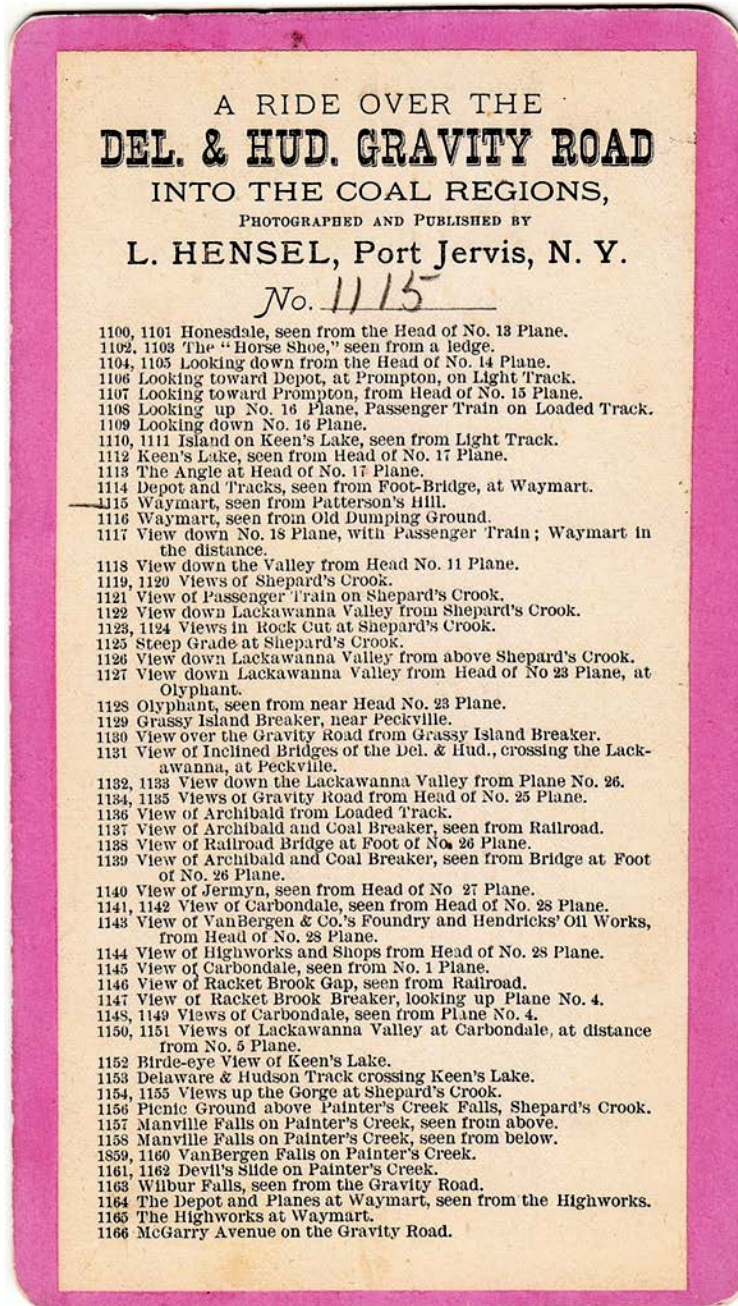 A RIDE OVER THE
DEL. & HUD. GRAVITY ROAD
INTO THE COAL REGIONS,
PHOTOGRAPHED AND PUBLISHED BY
L. HENSEL, Port Jervis, N. Y.
No. 1115
1100, 1101 Honesdale, seen from the Head of No. 13 Plane.
1102, 1103 The "Horse Shoe," seen from a ledge.
1104, 1105 Looking down from the Head of No. 14 Plane.
1106 Looking toward Depot, at Prompton, on Light Track.
1107 Looking toward Prompton, from Head of No. 15 Plane.
1108 Looking up No. 16 Plane, Passenger Train on Loaded Track.
1109 Looking down No. 16 Plane.
1110, 1111 Island on Keen's Lake, seen from Light Track.
1112 Keen's Lake, seen from Head of No. 17 Plane.
1113 The Angle at Head of No. 17 Plane.
1114 Depot and Tracks, seen from Foot-Bridge, at Waymart.
1115 Waymart, seen from Patterson's Hill.
1116 Waymart, seen from Old Dumping Ground.
1117 View down No. 18 Plane, with Passenger Train; Waymart in
the distance.
1118 View down the Valley from Head No. 11 Plane.
1119, 1120 Views of Shepard's Crook.
1121 View of Passenger Train on Shepard's Crook.
1122 View down Lackawanna Valley from Shepard's Crook.
1123, 1124 Views in Rock Cut at Shepard's Crook.
1125 Steep Grade at Shepard's Crook.
1126 View down Lackawanna Valley from above Shepard's Crook.
1127 View down Lackawanna Valley from Head of No 23 Plane, at
Olyphant.
1128 Olyphant, seen from near Head No. 23 Plane.
1129 Grassy Island Breaker, near Peckville.
1130 View over the Gravity Road from Grassy Island Breaker.
1131 View of Inclined Bridges of the Del. & Hud., crossing the Lack-
awanna, at Peckville.
1132, 1133 View down the Lackawanna Valley from Plane No. 26.
1134, 1135 Views of Gravity Road from Head of No. 25 Plane.
1136 View of Archibald from Loaded Track.
1137 View of Archibald and Coal Breaker, seen from Railroad.
1138 View of Railroad Bridge at Foot of No. 26 Plane.
1139 View of Archibald and Coal Breaker, seen from Bridge at Foot
of No. 26 Plane.
1140 View of Jermyn, seen from Head of No 27 Plane.
1141, 1142 View of Carbondale, seen from Head of No. 28 Plane.
1143 View of VanBergen & Co.'s Foundry and Hendricks' Oil Works,
from Head of No. 28 Plane.
1144 View of Highworks and Shops from Head of No. 28 Plane.
1145 View of Carbondale, seen from No. 1 Plane.
1146 View of Racket Brook Gap, seen from Railroad.
1147 View of Racket Brook Breaker, looking up Plane No. 4.
1148, 1149 Views of Carbondale, seen from Plane No. 4.
1150, 1151 Views of Lackawanna Valley at Carbondale, at distance
from No. 5 Plane.
1152 Birde-eye View of Keen's Lake.
1153 Delaware & Hudson Track crossing Keen's Lake.
1154, 1155 Views up the Gorge at Shepard's Crook.
1156 Picnic Ground above Painter's Creek Falls, Shepard's Crook.
1157 Manville Falls on Painter's Creek, seen from above.
1158 Manville Falls on Painter's Creek, seen from below.
1859, 1160 VanBergen Falls on Painter's Creek.
1161, 1162 Devil's Slide on Painter's Creek.
1163 Wilbur Falls, seen from the Gravity Road.
1164 The Depot and Planes at Waymart, seen from the Highworks.
1165 The Highworks at Waymart.
1166 McGarry Avenue on the Gravity Road.